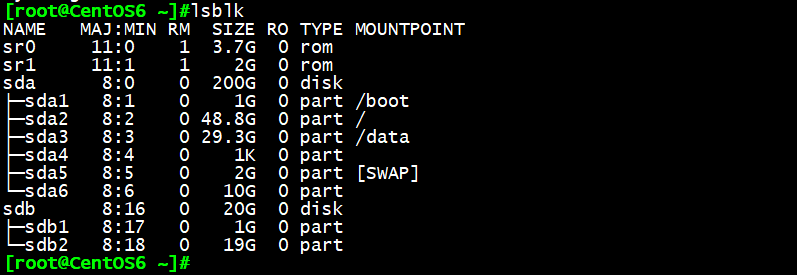 [root@CentOS6 ~]#lsblk
NAME   MAJ:MIN RM  SIZE RO TYPE MOUNTPOINT
sr0     11:0    1  3.7G  0 rom
sr1     11:1    1    2G  0 rom
sda      8:0    0  200G  0 disk
├─sda1   8:1    0    1G  0 part /boot
├─sda2   8:2    0 48.8G  0 part /
├─sda3   8:3    0 29.3G  0 part /data
├─sda4   8:4    0    1K  0 part
├─sda5   8:5    0    2G  0 part [SWAP]
└─sda6   8:6    0   10G  0 part
sdb      8:16   0   20G  0 disk
├─sdb1   8:17   0    1G  0 part
└─sdb2   8:18   0   19G  0 part
[root@CentOS6 ~]#